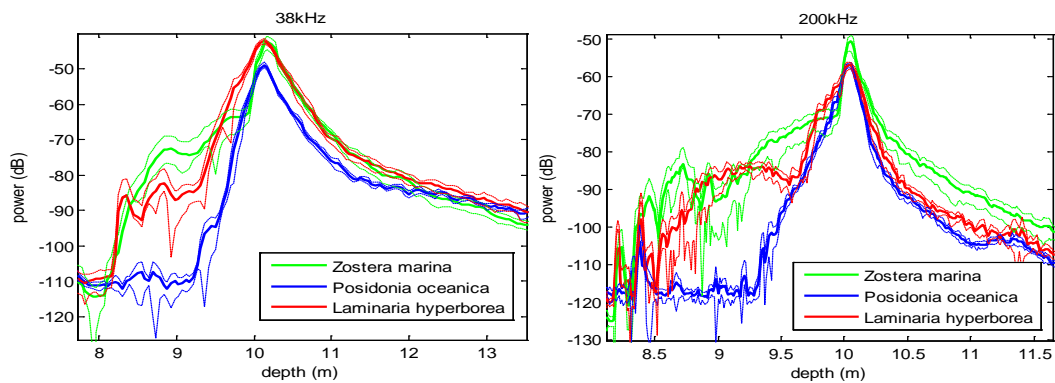 38kHz
-50
-60
-70
-80
-90
-100
-110
-120
power (dB)
8
9
10
11
12
13
depth (m)
Zostera marina
Posidonia oceanica
Laminaria hyperborea
200kHz
-50
-60
-70
-80
-90
-100
-110
-120
-130
power (dB)
8.5
9
9.5
10
10.5
11
11.5
depth (m)
Zostera marina
Posidonia oceanica
Laminaria hyperborea